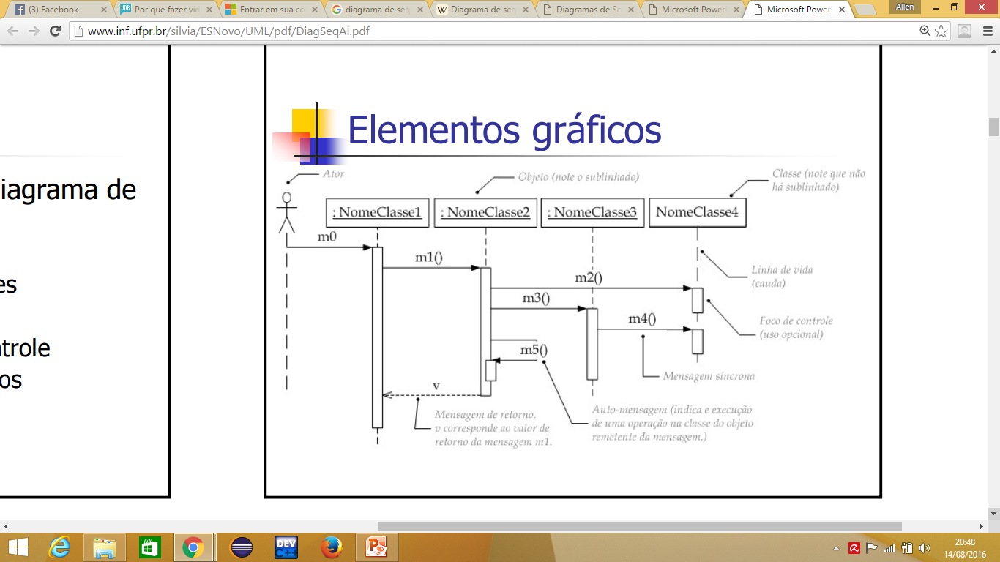 (3) Facebook
Por que fazer víd
Entrar em sua co
diagrama de seq
Diagrama de seq
Diagramas de Se
Microsoft PowerP
Microsoft PowerP
Allen
www.inf.ufpr.br/silvia/ESNovo/UML/pdf/DiagSeqAl.pdf
iagrama de
es
ntrole
os
Elementos gráficos
Ator
Objeto (note o sublinhado)
Classe (note que não
há sublinhado)
: NomeClasse1
: NomeClasse2
: NomeClasse3
NomeClasse4
m0
m1()
m2()
Linha de vida
(cauda)
m3()
m4()
Foco de controle
(uso opcional)
m5()
Mensagem síncrona
v
Mensagem de retorno.
v corresponde ao valor de
retorno da mensagem m1.
Auto-mensagem (indica e execução
de uma operação na classe do objeto
remetente da mensagem.)
DEV
C++
20:48
14/08/2016